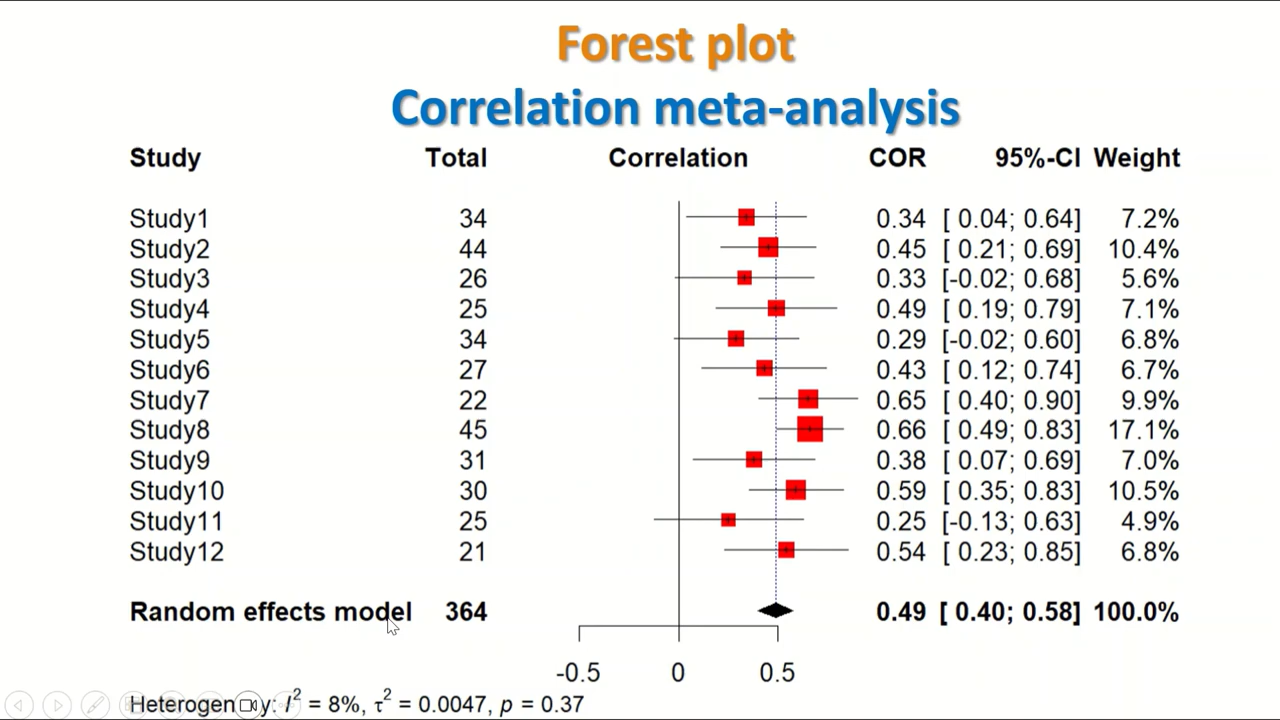 Forest plot
Correlation meta-analysis
Study Total Correlation COR 95%-CI Weight
Study1 34 0.34 [ 0.04; 0.64] 7.2%
Study2 44 0.45 [ 0.21; 0.69] 10.4%
Study3 26 0.33 [-0.02; 0.68] 5.6%
Study4 25 0.49 [ 0.19; 0.79] 7.1%
Study5 34 0.29 [-0.02; 0.60] 6.8%
Study6 27 0.43 [ 0.12; 0.74] 6.7%
Study7 22 0.65 [ 0.40; 0.90] 9.9%
Study8 45 0.66 [ 0.49; 0.83] 17.1%
Study9 31 0.38 [ 0.07; 0.69] 7.0%
Study10 30 0.59 [ 0.35; 0.83] 10.5%
Study11 25 0.25 [-0.13; 0.63] 4.9%
Study12 21 0.54 [ 0.23; 0.85] 6.8%
Random effects model 364 0.49 [ 0.40; 0.58] 100.0%
-0.5 0 0.5
Heterogeneity: I² = 8%, τ² = 0.0047, p = 0.37